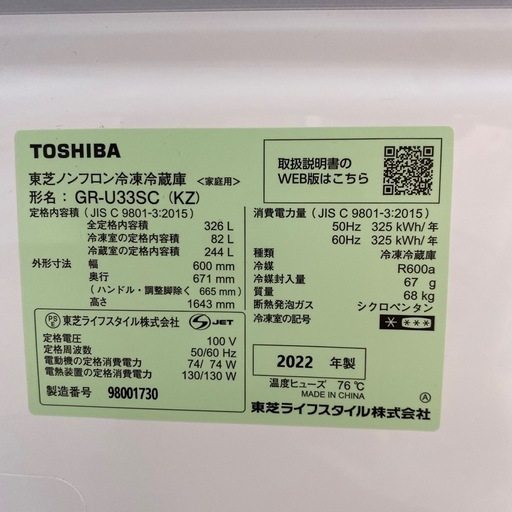 TOSHIBA
東芝ノンフロン冷凍冷蔵庫 <家庭用>
形名： GR-U33SC (KZ)
定格内容積 ( JIS C 9801-3:2015 )
全定格内容積 326 L
冷凍室の定格内容積 82 L
冷蔵室の定格内容積 244 L
外形寸法 幅 600 mm
奥行 671 mm
( ハンドル・調整脚除く 665 mm )
高さ 1643 mm
PS E 東芝ライフスタイル株式会社 S JET
定格電圧 100 V
定格周波数 50/60 Hz
電動機の定格消費電力 74/ 74 W
電熱装置の定格消費電力 130/130 W
製造番号 98001730
取扱説明書の
WEB版はこちら
消費電力量 ( JIS C 9801-3:2015 )
50Hz 325 kWh/年
60Hz 325 kWh/年
種類 冷凍冷蔵庫
冷媒 R600a
冷媒封入量 67 g
質量 68 kg
断熱発泡ガス シクロペンタン
冷凍室の記号
2022 年製
温度ヒューズ 76℃
MADE IN CHINA
A
東芝ライフスタイル株式会社